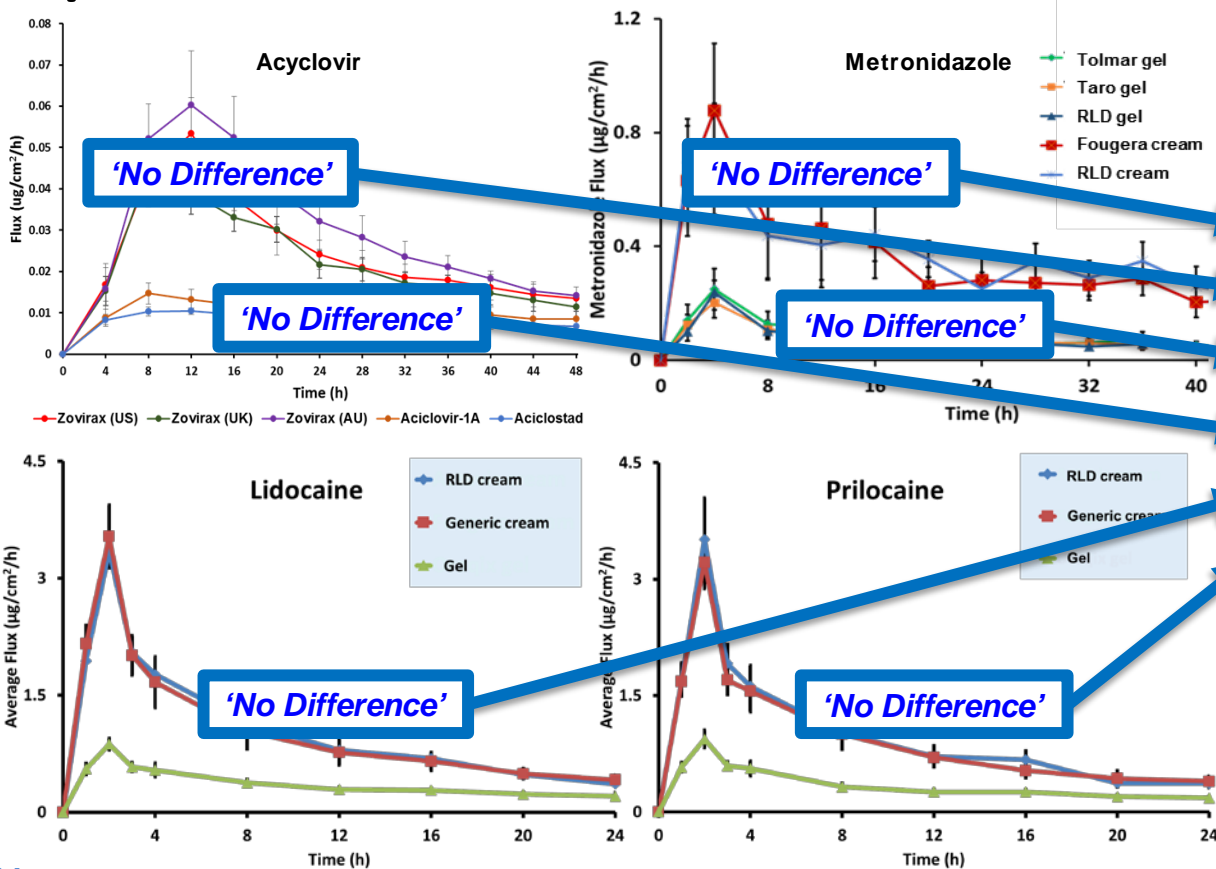 Acyclovir
Flux (ug/cm²/h)
0.08
0.07
0.06
0.05
0.04
0.03
0.02
0.01
0
0 4 8 12 16 20 24 28 32 36 40 44 48
Time (h)
'No Difference'
'No Difference'
Zovirax (US) Zovirax (UK) Zovirax (AU) Aciclovir-1A Aciclostad
Metronidazole
Metronidazole Flux (µg/cm²/h)
1.2
0.8
0.4
0
0 8 16 24 32 40
Time (h)
Tolmar gel
Taro gel
RLD gel
Fougera cream
RLD cream
'No Difference'
'No Difference'
Lidocaine
Average Flux (µg/cm²/h)
4.5
3
1.5
0
0 4 8 12 16 20 24
Time (h)
RLD cream
Generic cream
Gel
'No Difference'
Prilocaine
Average Flux (µg/cm²/h)
4.5
3
1.5
0
0 4 8 12 16 20 24
Time (h)
RLD cream
Generic cream
Gel
'No Difference'